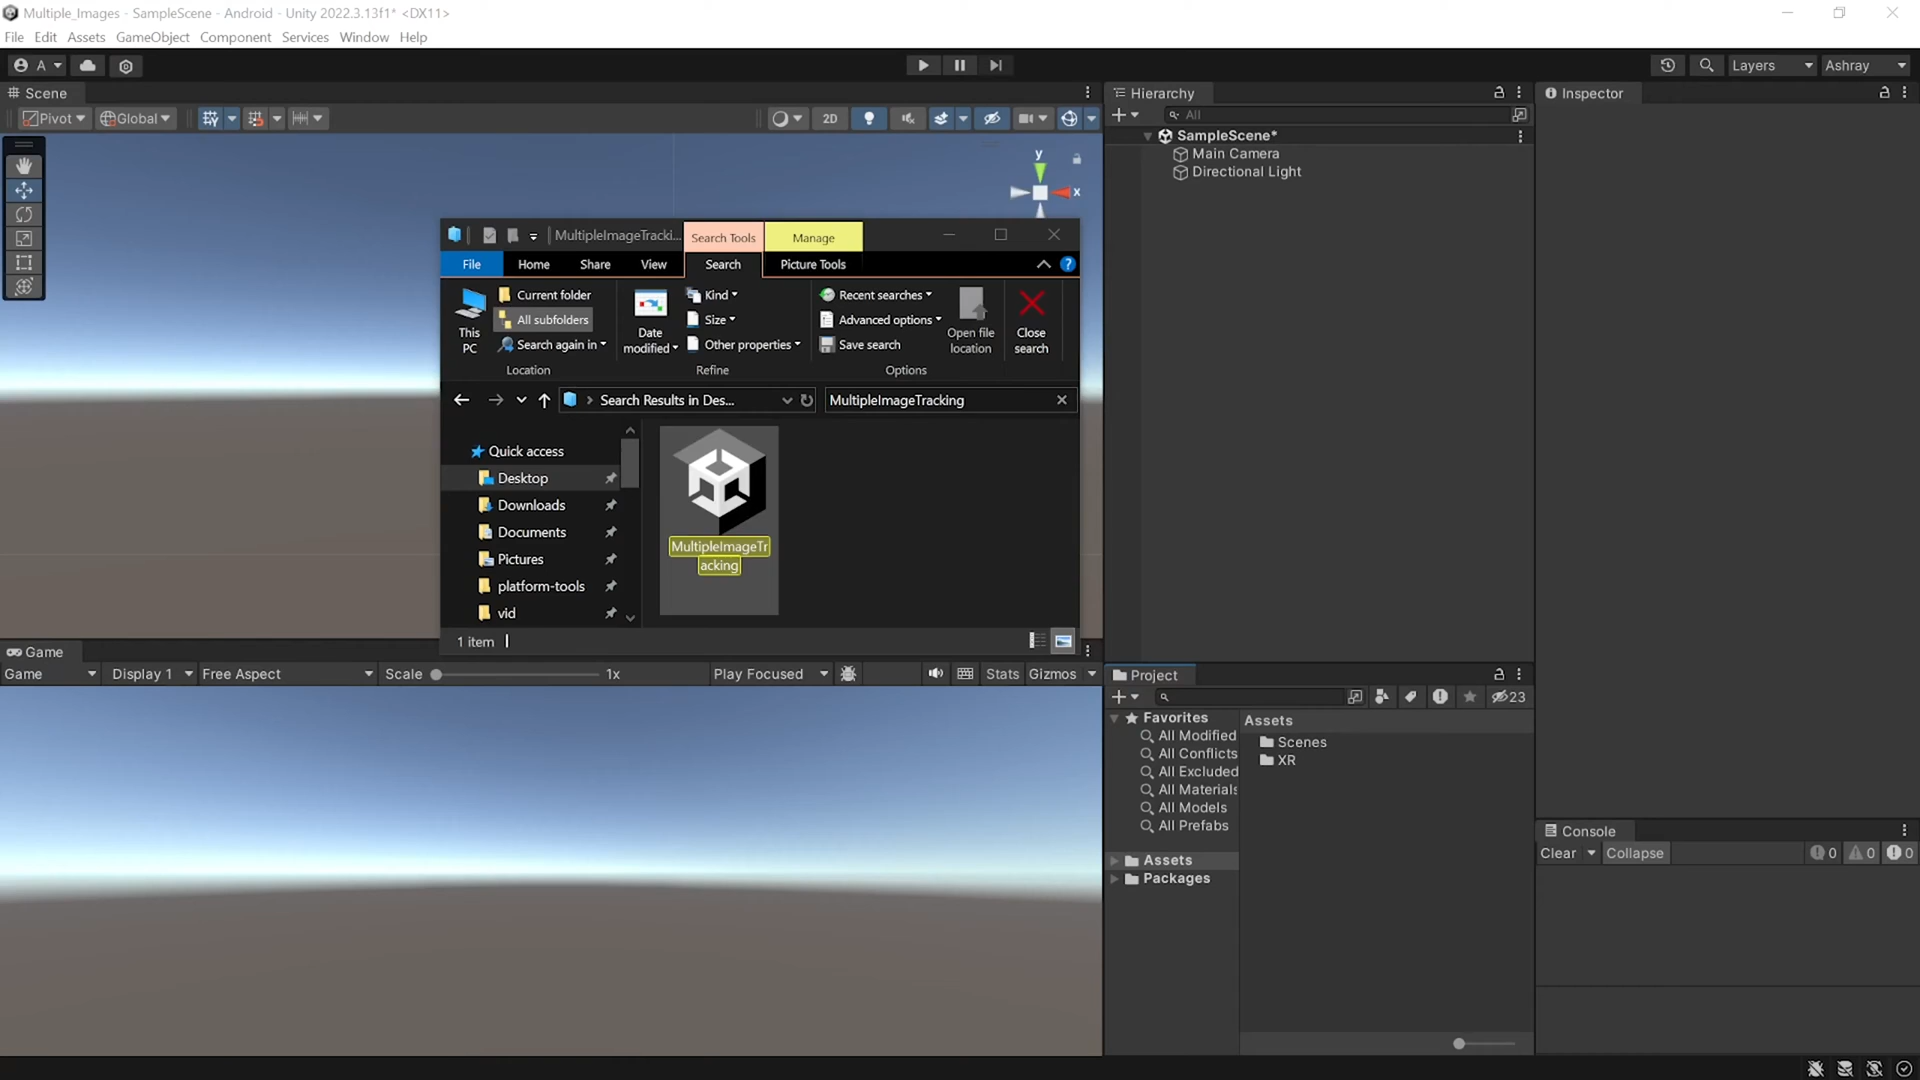 Multiple_Images - SampleScene - Android - Unity 2022.3.13f1* <DX11>
File Edit Assets GameObject Component Services Window Help
A Layers Ashray
Scene
Pivot Global 2D
y
x
MultipleImageTracki... Search Tools Manage
File Home Share View Search Picture Tools
This PC
Current folder
All subfolders
Search again in
Location
Date modified
Kind
Size
Other properties
Refine
Recent searches
Advanced options
Save search
Options
Open file location
Close search
Search Results in Des... MultipleImageTracking
Quick access
Desktop
Downloads
Documents
Pictures
platform-tools
vid
MultipleImageTr
acking
1 item
Game
Game Display 1 Free Aspect Scale 1x Play Focused Stats Gizmos
Hierarchy
All
SampleScene*
Main Camera
Directional Light
Inspector
Project
23
Favorites
All Modified
All Conflicts
All Excluded
All Materials
All Models
All Prefabs
Assets
Packages
Assets
Scenes
XR
Console
Clear Collapse 0 0 0